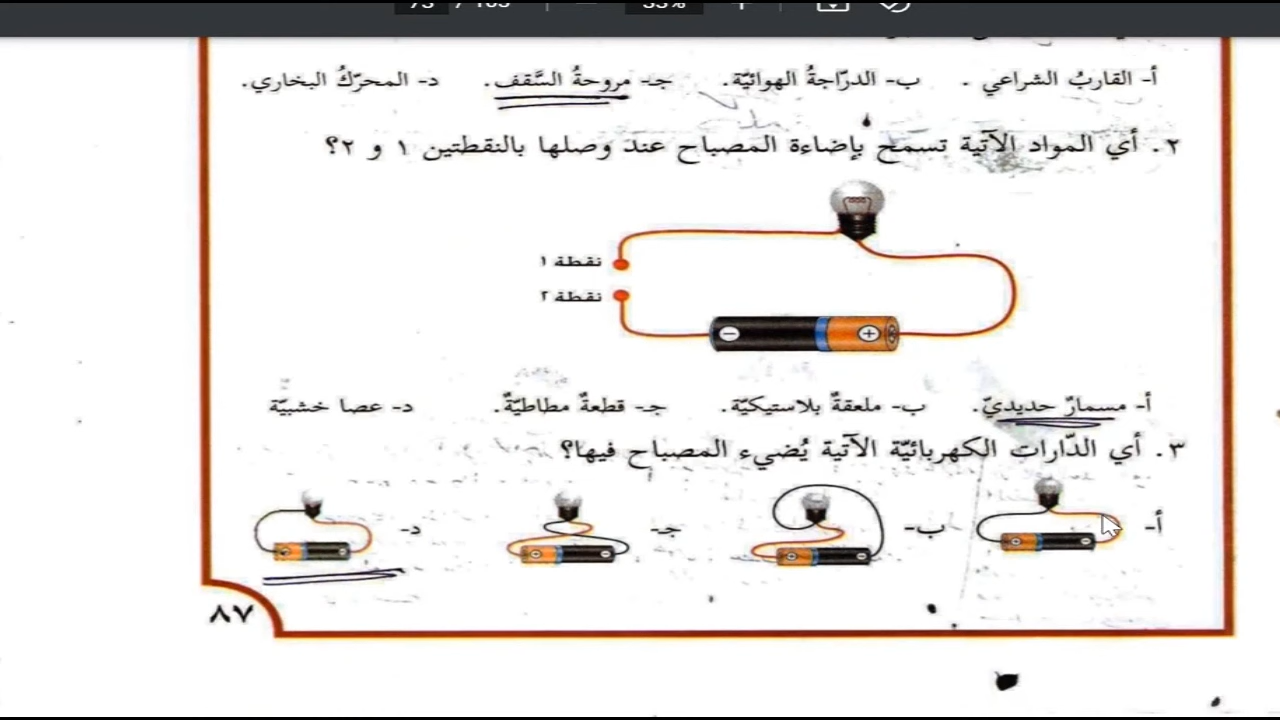 أ- القاربُ الشراعي . ب- الدرّاجةُ الهوائيّة. جـ- مروحةُ السَّقف. د- المحرّكُ البخاري.
٢. أي المواد الآتية تسمح بإضاءة المصباح عند وصلها بالنقطتين ١ و ٢؟
نقطة ١
نقطة ٢
- +
أ- مسمارٌ حديديّ. ب- ملعقةٌ بلاستيكيّة. جـ- قطعةٌ مطاطيّةٌ. د- عصا خشبيّة
٣. أي الدّارات الكهربائيّة الآتية يُضيء المصباح فيها؟
أ- ب- جـ- د-
٨٧